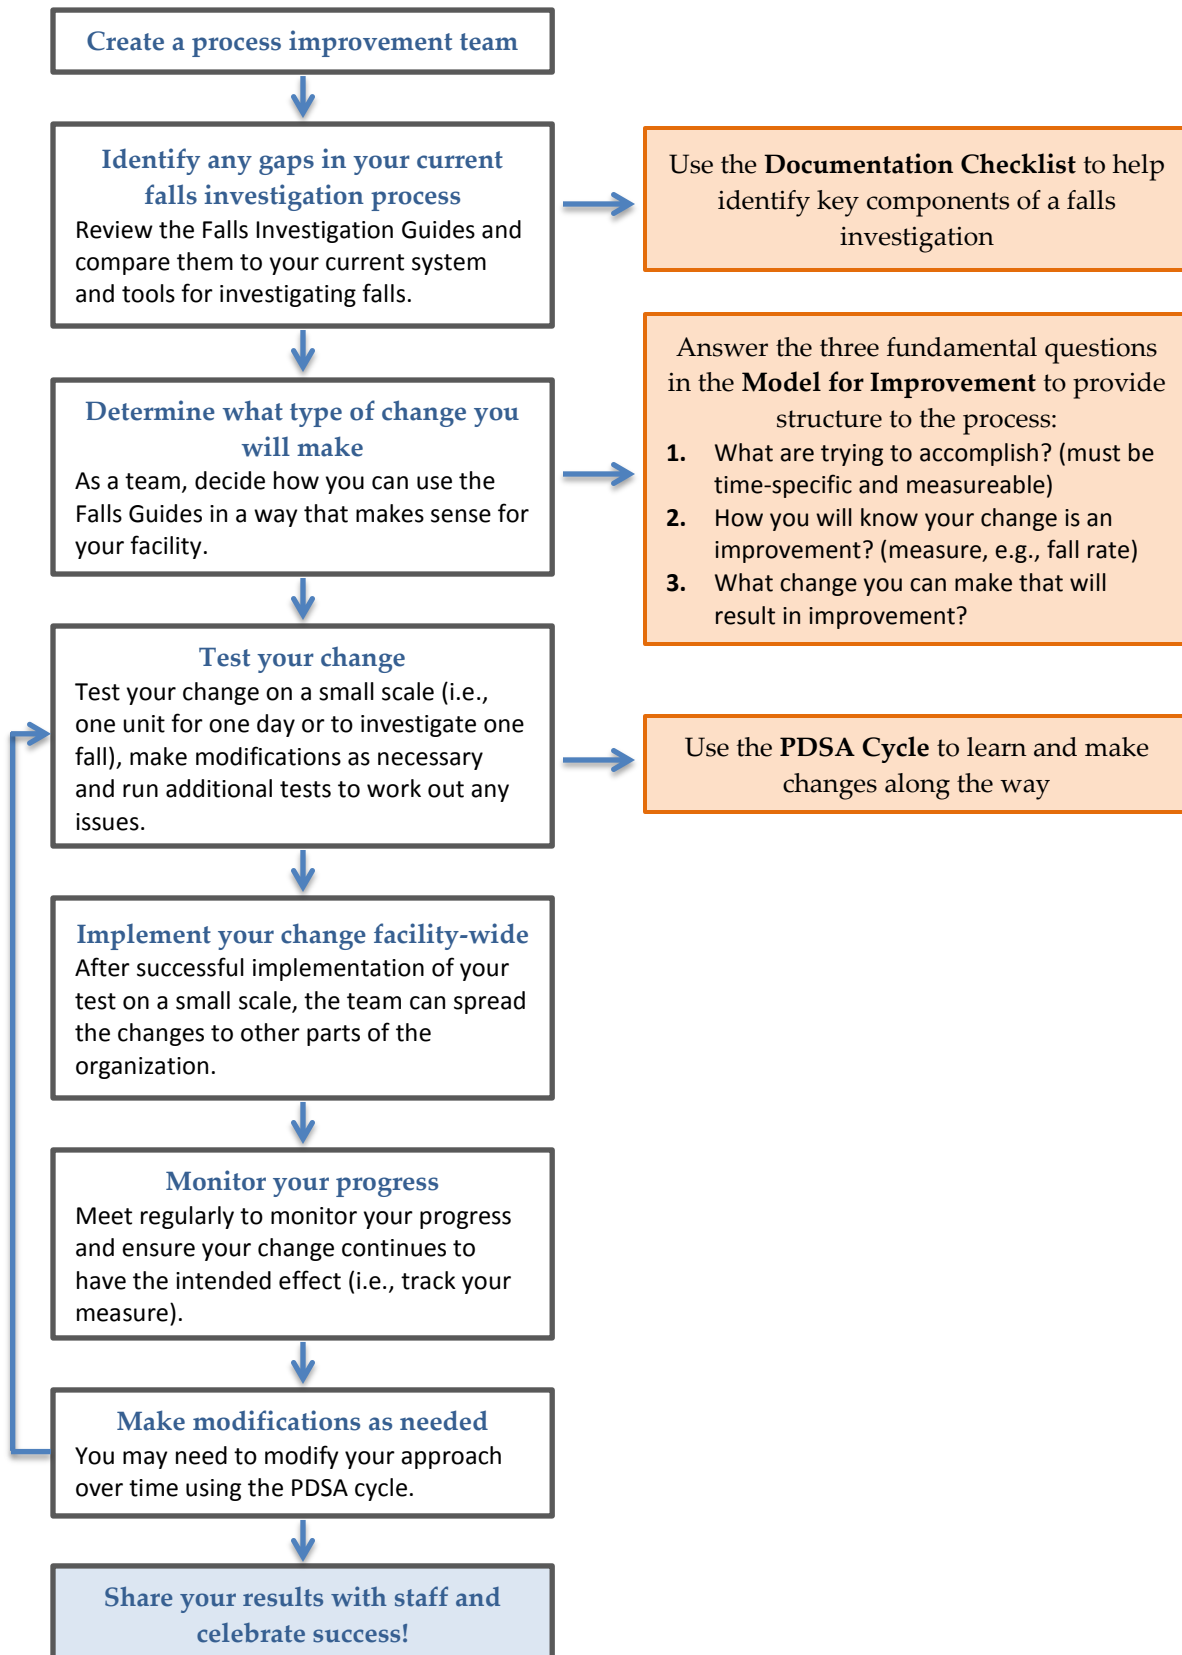 Create a process improvement team
Identify any gaps in your current
falls investigation process
Review the Falls Investigation Guides and
compare them to your current system
and tools for investigating falls.
Use the Documentation Checklist to help
identify key components of a falls
investigation
Determine what type of change you
will make
As a team, decide how you can use the
Falls Guides in a way that makes sense for
your facility.
Answer the three fundamental questions
in the Model for Improvement to provide
structure to the process:
1. What are trying to accomplish? (must be
time-specific and measureable)
2. How you will know your change is an
improvement? (measure, e.g., fall rate)
3. What change you can make that will
result in improvement?
Test your change
Test your change on a small scale (i.e.,
one unit for one day or to investigate one
fall), make modifications as necessary
and run additional tests to work out any
issues.
Use the PDSA Cycle to learn and make
changes along the way
Implement your change facility-wide
After successful implementation of your
test on a small scale, the team can spread
the changes to other parts of the
organization.
Monitor your progress
Meet regularly to monitor your progress
and ensure your change continues to
have the intended effect (i.e., track your
measure).
Make modifications as needed
You may need to modify your approach
over time using the PDSA cycle.
Share your results with staff and
celebrate success!